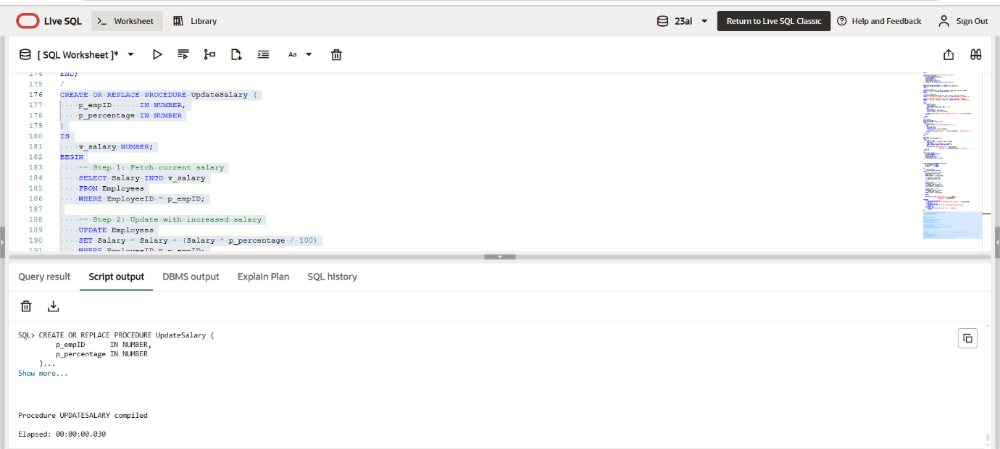 Live SQL
Worksheet
Library
23ai
Return to Live SQL Classic
Help and Feedback
Sign Out
[ SQL Worksheet ]*
Aa
174 END;
175 /
176 CREATE OR REPLACE PROCEDURE UpdateSalary (
177 p_empID IN NUMBER,
178 p_percentage IN NUMBER
179 )
180 IS
181 v_salary NUMBER;
182 BEGIN
183 -- Step 1: Fetch current salary
184 SELECT Salary INTO v_salary
185 FROM Employees
186 WHERE EmployeeID = p_empID;
187
188 -- Step 2: Update with increased salary
189 UPDATE Employees
190 SET Salary = Salary + (Salary * p_percentage / 100)
191 WHERE EmployeeID = p_empID;
Query result
Script output
DBMS output
Explain Plan
SQL history
SQL> CREATE OR REPLACE PROCEDURE UpdateSalary (
p_empID IN NUMBER,
p_percentage IN NUMBER
)...
Show more...
Procedure UPDATESALARY compiled
Elapsed: 00:00:00.030